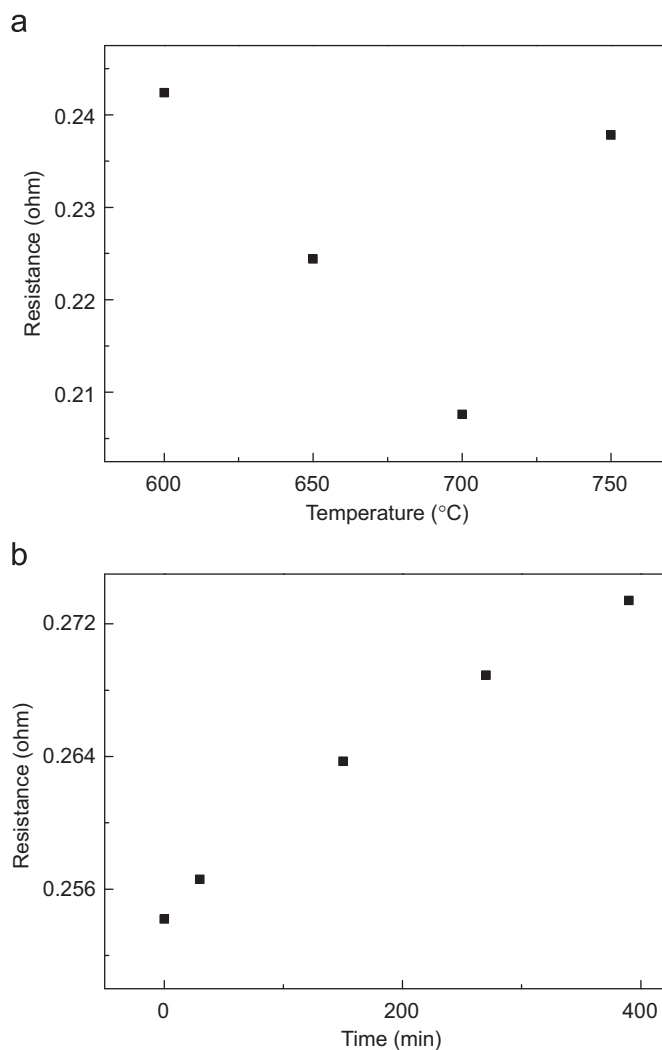 a
0.24
0.23
0.22
0.21
Resistance (ohm)
600 650 700 750
Temperature (°C)
b
0.272
0.264
0.256
Resistance (ohm)
0 200 400
Time (min)